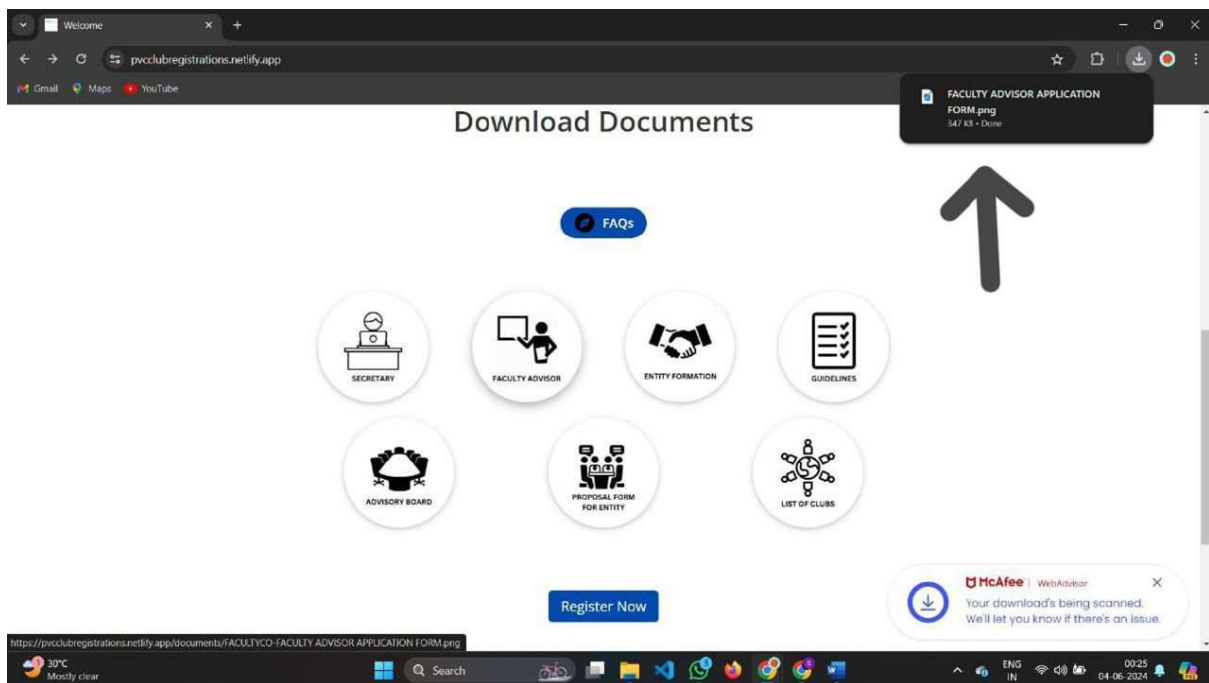 Welcome
pvcclubregistrations.netlify.app
Gmail Maps YouTube
FACULTY ADVISOR APPLICATION
FORM.png
347 KB • Done
Download Documents
FAQs
SECRETARY
FACULTY ADVISOR
ENTITY FORMATION
GUIDELINES
ADVISORY BOARD
PROPOSAL FORM
FOR ENTITY
LIST OF CLUBS
McAfee | WebAdvisor
Your download's being scanned.
We'll let you know if there's an issue.
Register Now
https://pvcclubregistrations.netlify.app/documents/FACULTYCO-FACULTY ADVISOR APPLICATION FORM.png
30°C
Mostly clear
Search
ENG
IN
00:25
04-06-2024